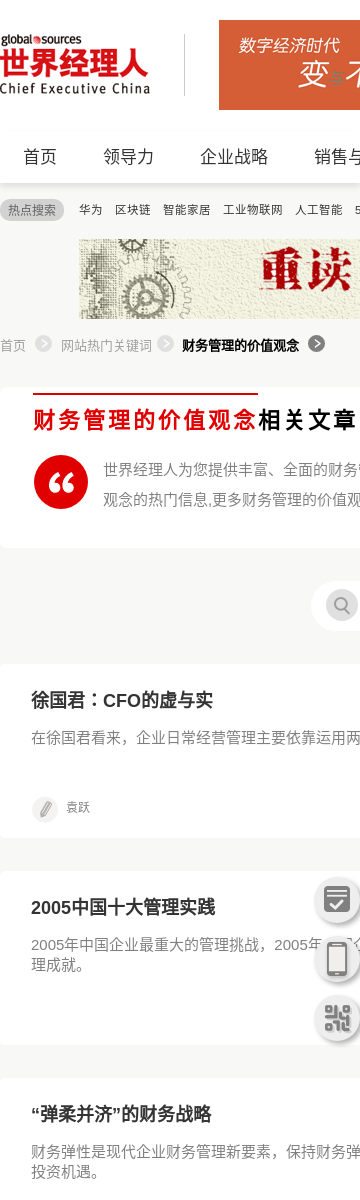 global sources
世界经理人
Chief Executive China
数字经济时代
变
首页 领导力 企业战略 销售与
热点搜索 华为 区块链 智能家居 工业物联网 人工智能 5
重读
首页 网站热门关键词 财务管理的价值观念
财务管理的价值观念相关文章
世界经理人为您提供丰富、全面的财务
观念的热门信息,更多财务管理的价值观
徐国君：CFO的虚与实
在徐国君看来，企业日常经营管理主要依靠运用两
袁跃
2005中国十大管理实践
2005年中国企业最重大的管理挑战，2005年
理成就。
“弹柔并济”的财务战略
财务弹性是现代企业财务管理新要素，保持财务弹
投资机遇。